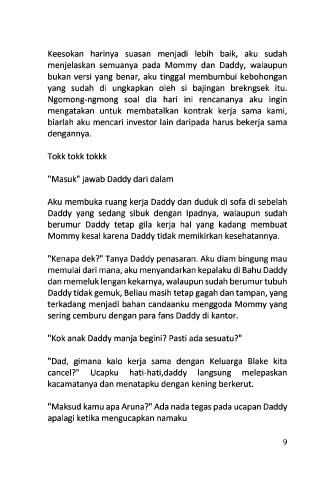 Keesokan harinya suasan menjadi lebih baik, aku sudah
menjelaskan semuanya pada Mommy dan Daddy, walaupun
bukan versi yang benar, aku tinggal membumbui kebohongan
yang sudah di ungkapkan oleh si bajingan brekngsek itu.
Ngomong-ngmong soal dia hari ini rencananya aku ingin
mengatakan untuk membatalkan kontrak kerja sama kami,
biarlah aku mencari investor lain daripada harus bekerja sama
dengannya.
Tokk tokk tokkk
"Masuk" jawab Daddy dari dalam
Aku membuka ruang kerja Daddy dan duduk di sofa di sebelah
Daddy yang sedang sibuk dengan Ipadnya, walaupun sudah
berumur Daddy tetap gila kerja hal yang kadang membuat
Mommy kesal karena Daddy tidak memikirkan kesehatannya.
"Kenapa dek?" Tanya Daddy penasaran. Aku diam bingung mau
memulai dari mana, aku menyandarkan kepalaku di Bahu Daddy
dan memeluk lengan kekarnya, walaupun sudah berumur tubuh
Daddy tidak gemuk, Beliau masih tetap gagah dan tampan, yang
terkadang menjadi bahan candaanku menggoda Mommy yang
sering cemburu dengan para fans Daddy di kantor.
"Kok anak Daddy manja begini? Pasti ada sesuatu?"
"Dad, gimana kalo kerja sama dengan Keluarga Blake kita
cancel?" Ucapku hati-hati,daddy langsung melepaskan
kacamatanya dan menatapku dengan kening berkerut.
"Maksud kamu apa Aruna?" Ada nada tegas pada ucapan Daddy
apalagi ketika mengucapkan namaku
9